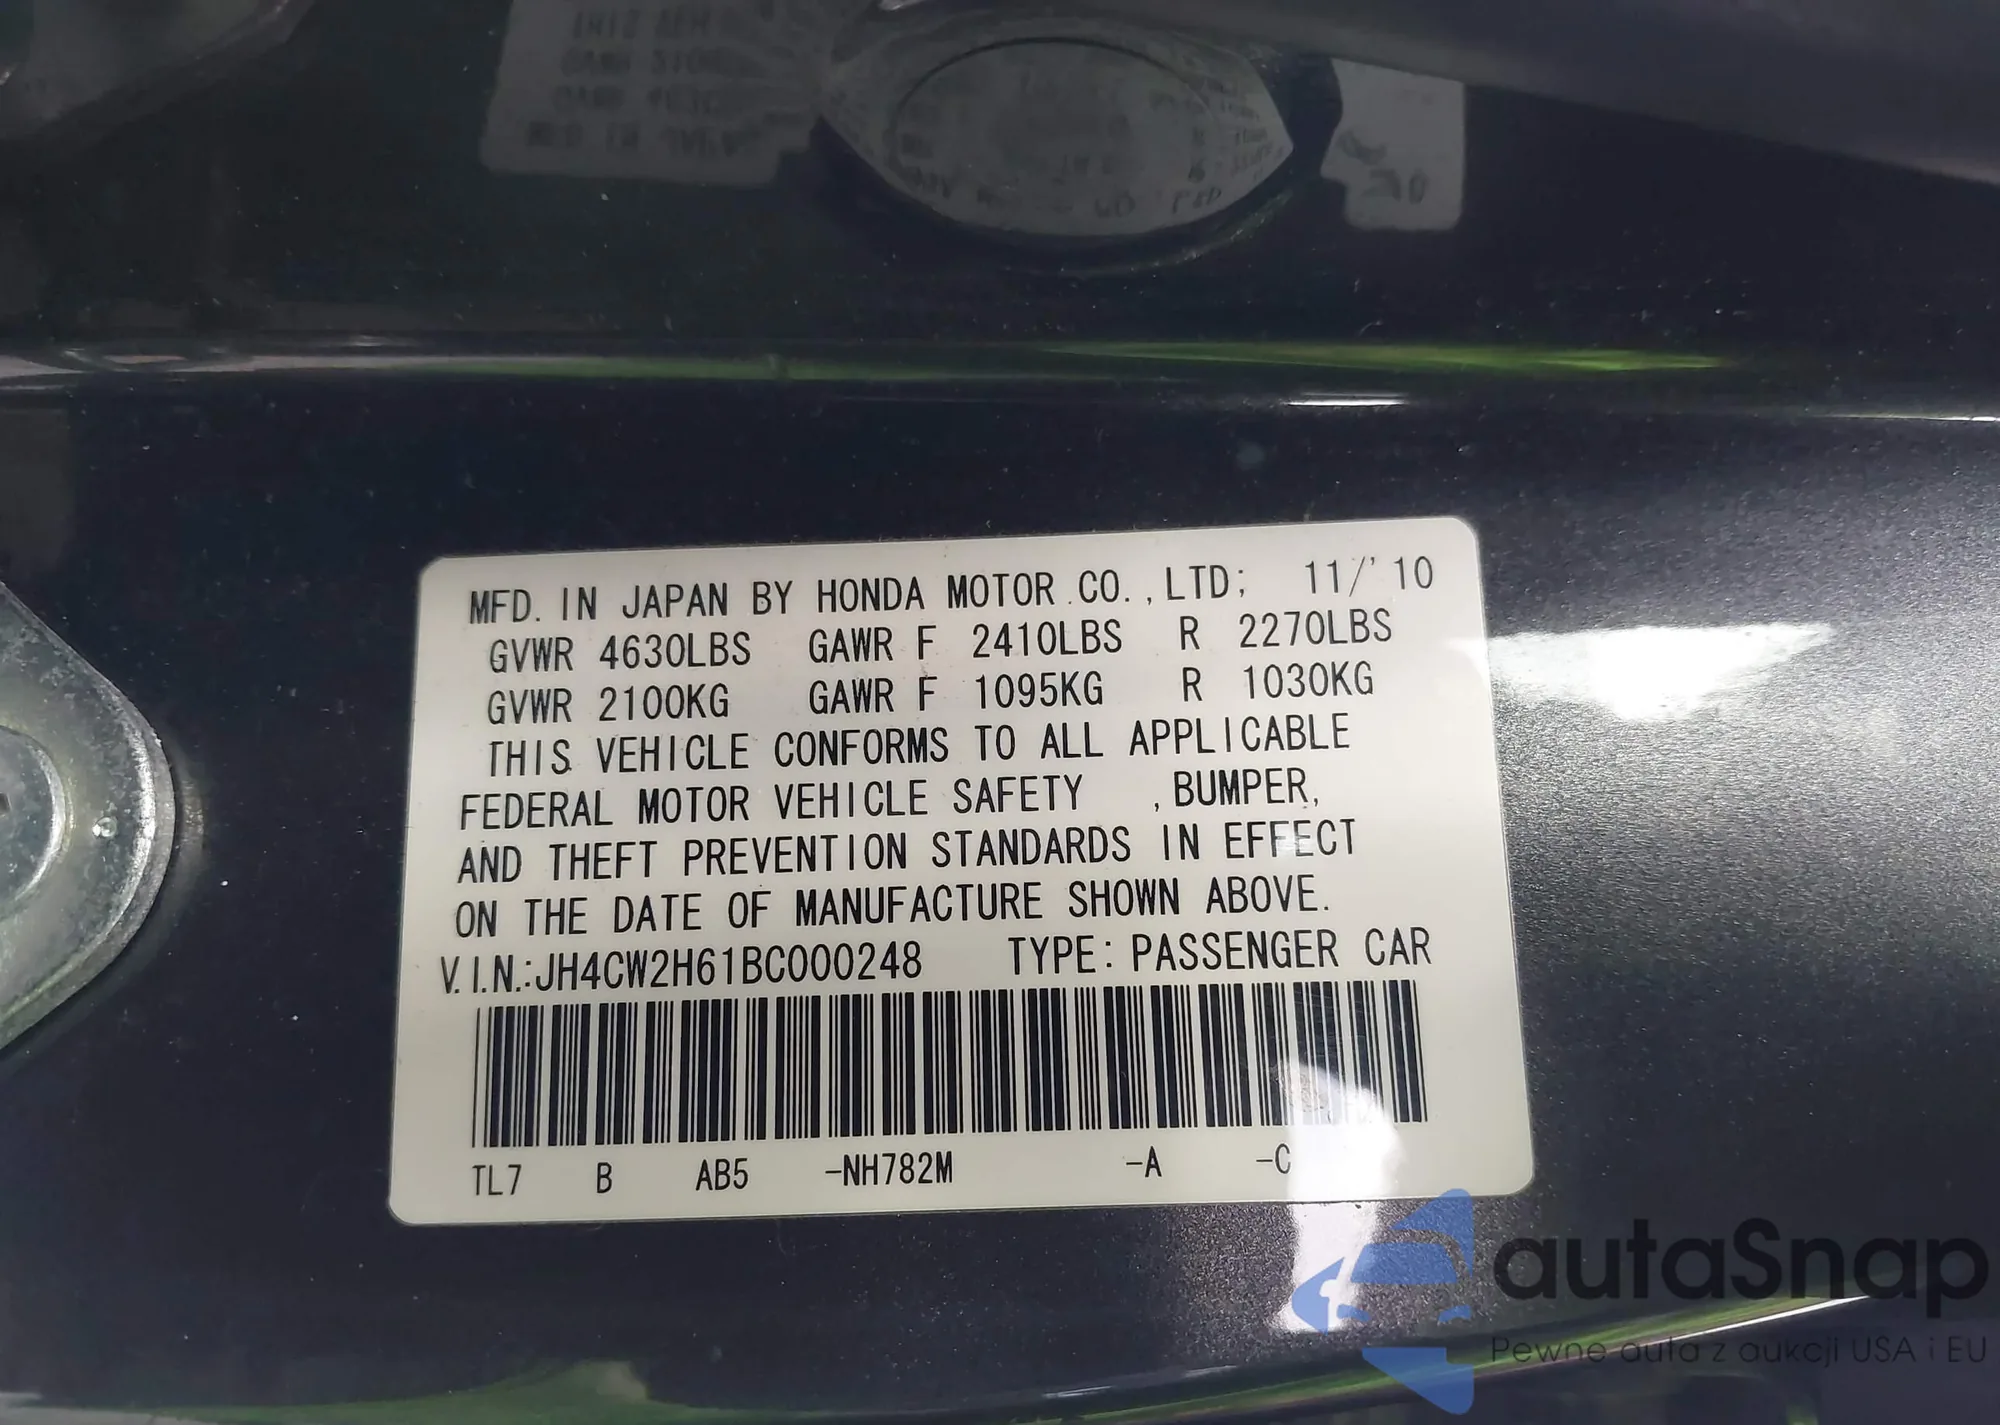 MFD. IN JAPAN BY HONDA MOTOR CO., LTD; 11/'10
GVWR 4630LBS GAWR F 2410LBS R 2270LBS
GVWR 2100KG GAWR F 1095KG R 1030KG
THIS VEHICLE CONFORMS TO ALL APPLICABLE
FEDERAL MOTOR VEHICLE SAFETY , BUMPER,
AND THEFT PREVENTION STANDARDS IN EFFECT
ON THE DATE OF MANUFACTURE SHOWN ABOVE.
V.I.N.:JH4CW2H61BC000248 TYPE: PASSENGER CAR
TL7 B AB5 -NH782M -A -C
autaSnap
Pewne auta z aukcji USA i EU